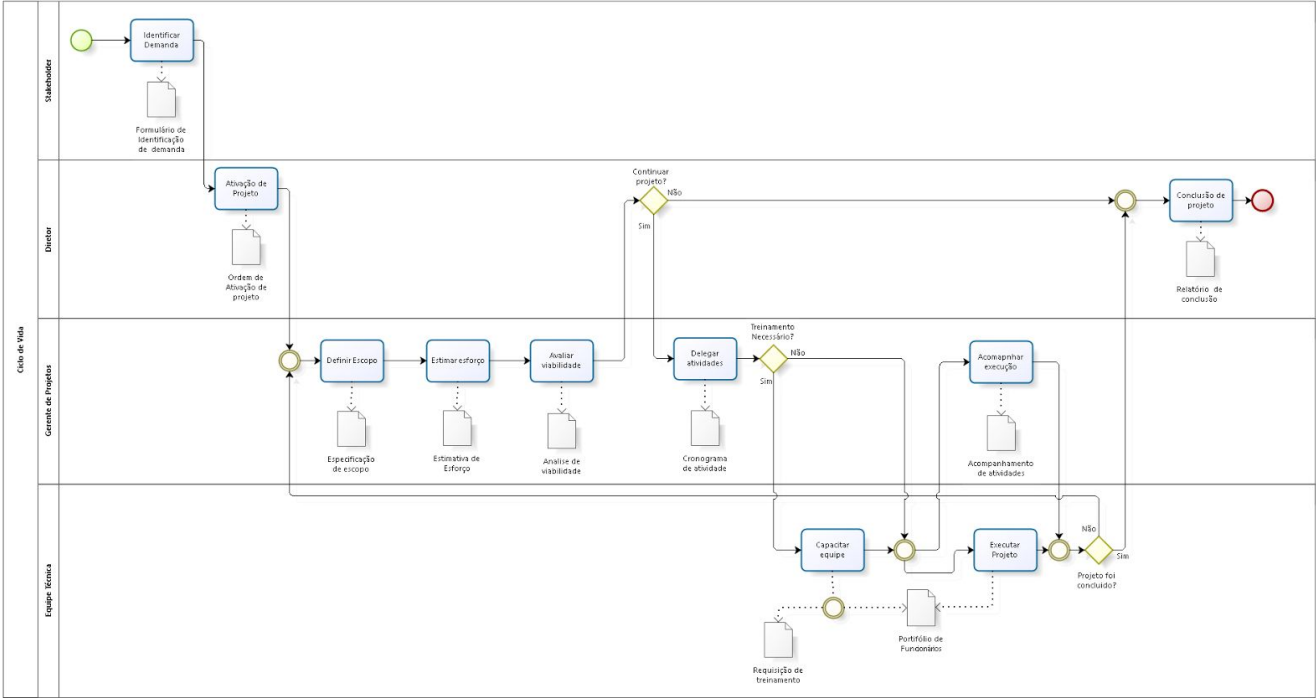 Ciclo de Vida
Stakeholder
Identificar
Demanda
Formulário de
Identificação
de demanda
Diretor
Ativação de
Projeto
Ordem de
Ativação de
projeto
Continuar
projeto?
Não
Sim
Conclusão de
projeto
Relatório de
conclusão
Gerente de Projetos
Definir Escopo
Especificação
de escopo
Estimar esforço
Estimativa de
Esforço
Avaliar
viabilidade
Analise de
viabilidade
Delegar
atividades
Cronograma
de atividade
Treinamento
Necessário?
Não
Sim
Acomapnhar
execução
Acompanhamento
de atividades
Equipe Técnica
Capacitar
equipe
Requisição de
treinamento
Portifólio de
Funcionários
Executar
Projeto
Não
Sim
Projeto foi
concluido?